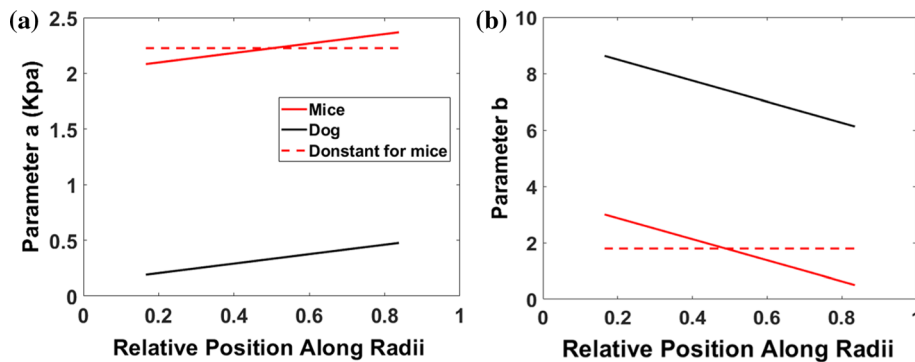 (a)
Parameter a (Kpa)
2.5
2
1.5
1
0.5
0
Mice
Dog
Donstant for mice
0 0.2 0.4 0.6 0.8 1
Relative Position Along Radii
(b)
Parameter b
10
8
6
4
2
0
0 0.2 0.4 0.6 0.8 1
Relative Position Along Radii